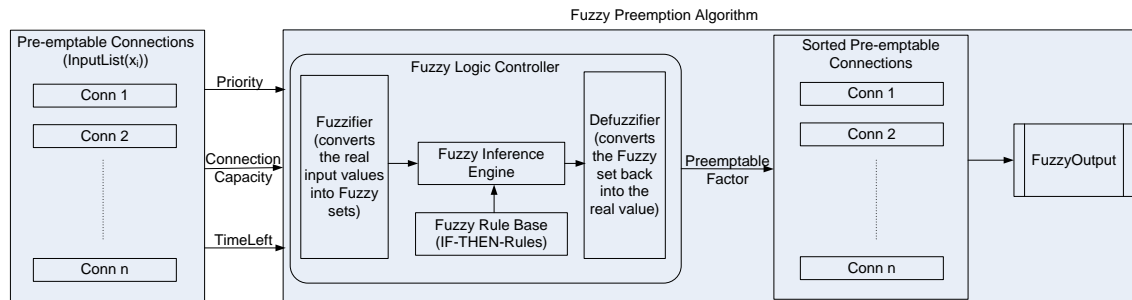 Fuzzy Preemption Algorithm
Pre-emptable Connections
(InputList(xᵢ))
Conn 1
Conn 2
Conn n
Priority
Connection
Capacity
TimeLeft
Fuzzy Logic Controller
Fuzzifier
(converts
the real
input values
into Fuzzy
sets)
Fuzzy Inference
Engine
Fuzzy Rule Base
(IF-THEN-Rules)
Defuzzifier
(converts
the Fuzzy
set back
into the
real value)
Preemptable
Factor
Sorted Pre-emptable
Connections
Conn 1
Conn 2
Conn n
FuzzyOutput